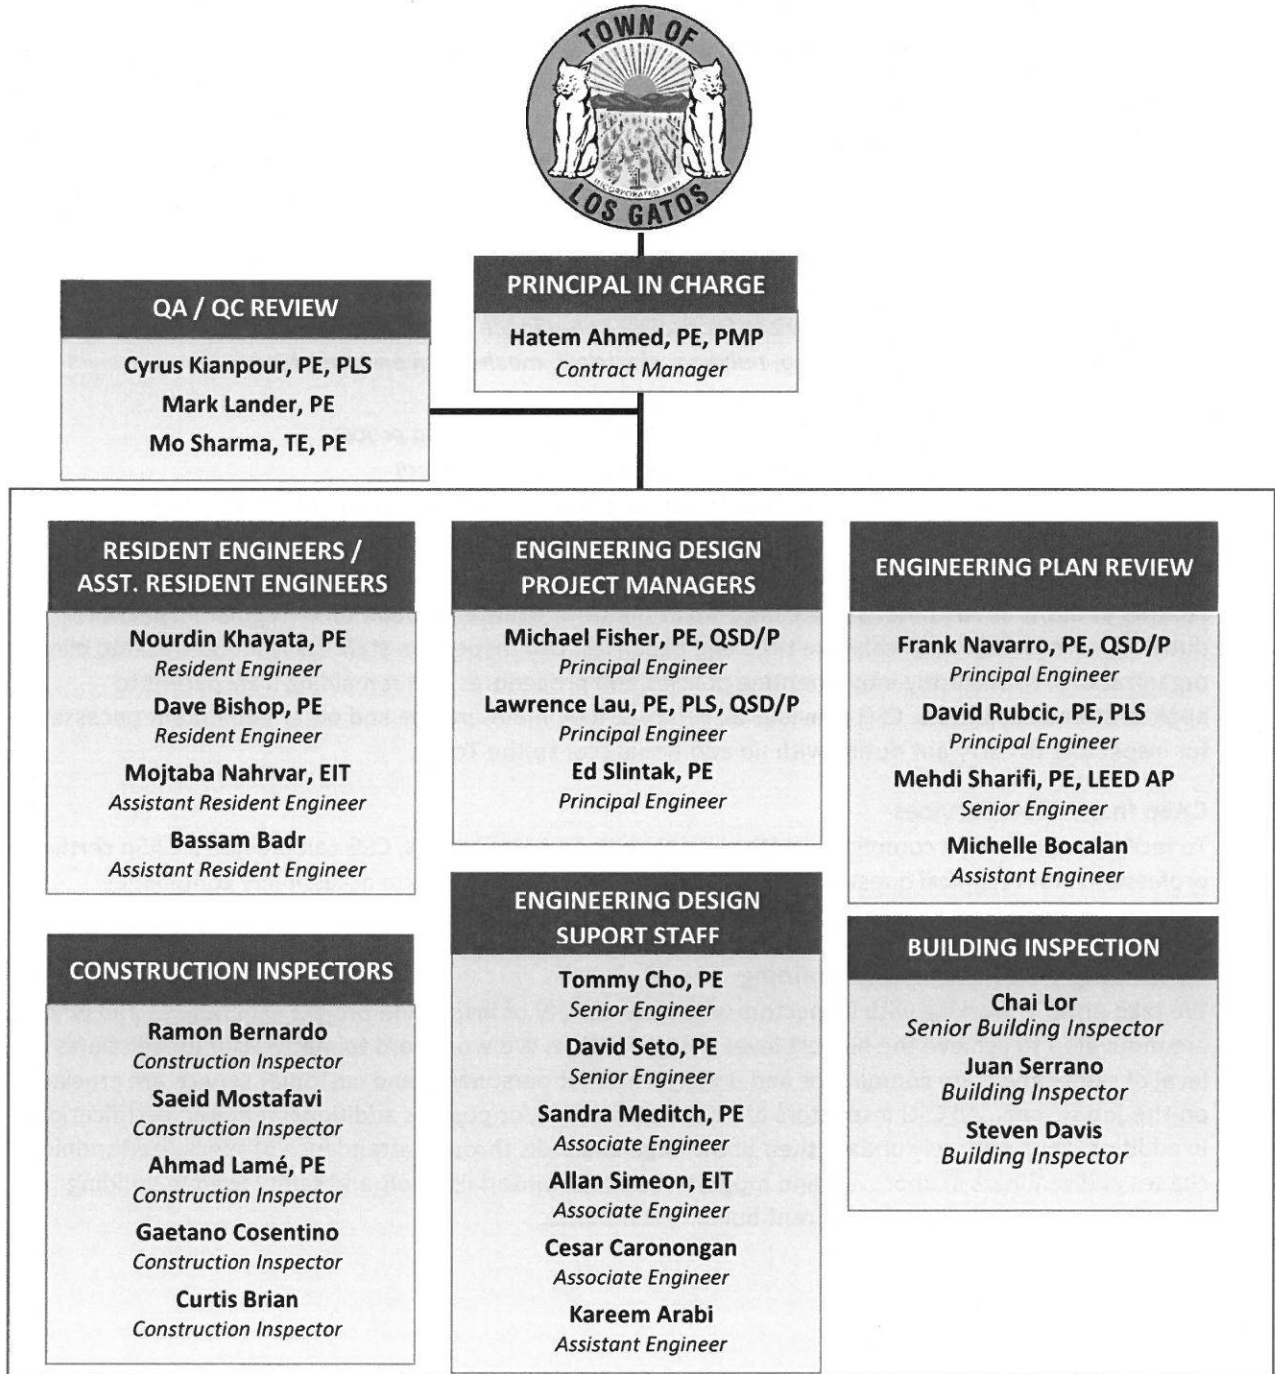 TOWN OF
INCORPORATED 1887
LOS GATOS
PRINCIPAL IN CHARGE
Hatem Ahmed, PE, PMP
Contract Manager
QA / QC REVIEW
Cyrus Kianpour, PE, PLS
Mark Lander, PE
Mo Sharma, TE, PE
RESIDENT ENGINEERS /
ASST. RESIDENT ENGINEERS
Nourdin Khayata, PE
Resident Engineer
Dave Bishop, PE
Resident Engineer
Mojtaba Nahrvar, EIT
Assistant Resident Engineer
Bassam Badr
Assistant Resident Engineer
ENGINEERING DESIGN
PROJECT MANAGERS
Michael Fisher, PE, QSD/P
Principal Engineer
Lawrence Lau, PE, PLS, QSD/P
Principal Engineer
Ed Slintak, PE
Principal Engineer
ENGINEERING PLAN REVIEW
Frank Navarro, PE, QSD/P
Principal Engineer
David Rubcic, PE, PLS
Principal Engineer
Mehdi Sharifi, PE, LEED AP
Senior Engineer
Michelle Bocalan
Assistant Engineer
CONSTRUCTION INSPECTORS
Ramon Bernardo
Construction Inspector
Saeid Mostafavi
Construction Inspector
Ahmad Lamé, PE
Construction Inspector
Gaetano Cosentino
Construction Inspector
Curtis Brian
Construction Inspector
ENGINEERING DESIGN
SUPORT STAFF
Tommy Cho, PE
Senior Engineer
David Seto, PE
Senior Engineer
Sandra Meditch, PE
Associate Engineer
Allan Simeon, EIT
Associate Engineer
Cesar Caronongan
Associate Engineer
Kareem Arabi
Assistant Engineer
BUILDING INSPECTION
Chai Lor
Senior Building Inspector
Juan Serrano
Building Inspector
Steven Davis
Building Inspector